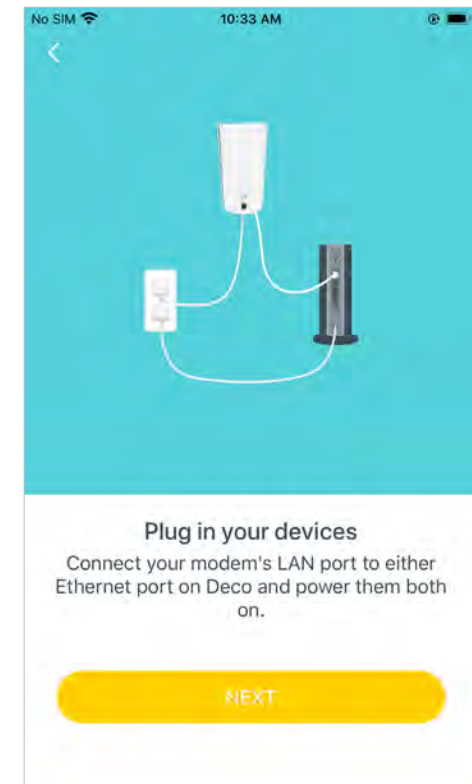 No SIM 10:33 AM
Plug in your devices
Connect your modem's LAN port to either
Ethernet port on Deco and power them both
on.
NEXT